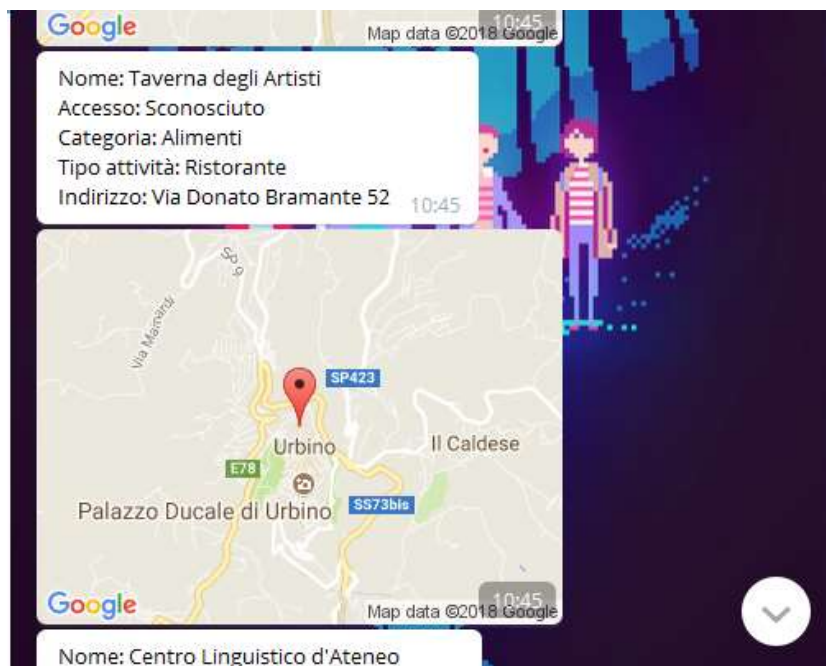 Google
Map data ©2018 Google
10:45
Nome: Taverna degli Artisti
Accesso: Sconosciuto
Categoria: Alimenti
Tipo attività: Ristorante
Indirizzo: Via Donato Bramante 52
10:45
SP 9
Via Mainardi
SP423
Urbino
Il Caldese
E78
Palazzo Ducale di Urbino
SS73bis
Google
Map data ©2018 Google
10:45
Nome: Centro Linguistico d'Ateneo